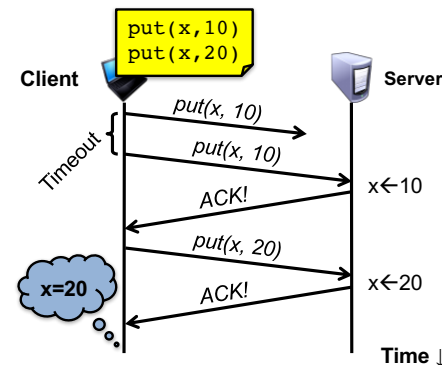 put(x,10)
put(x,20)
Client
Server
put(x, 10)
Timeout
put(x, 10)
x←10
ACK!
put(x, 20)
x=20
x←20
ACK!
Time ↓